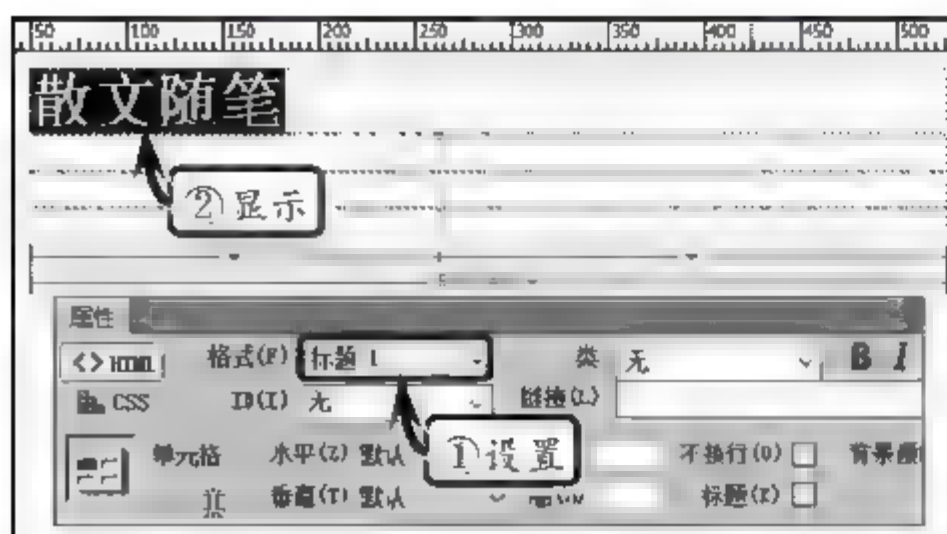 50 100 150 200 250 300 350 400 450 500
散文随笔
②显示
属性
<> HTML 格式(F) 标题 1 类 无 B I
CSS ID(I) 无 链接(L)
①设置
单元格 水平(Z) 默认 不换行(O) 背景颜
垂直(T) 默认 标题(E)